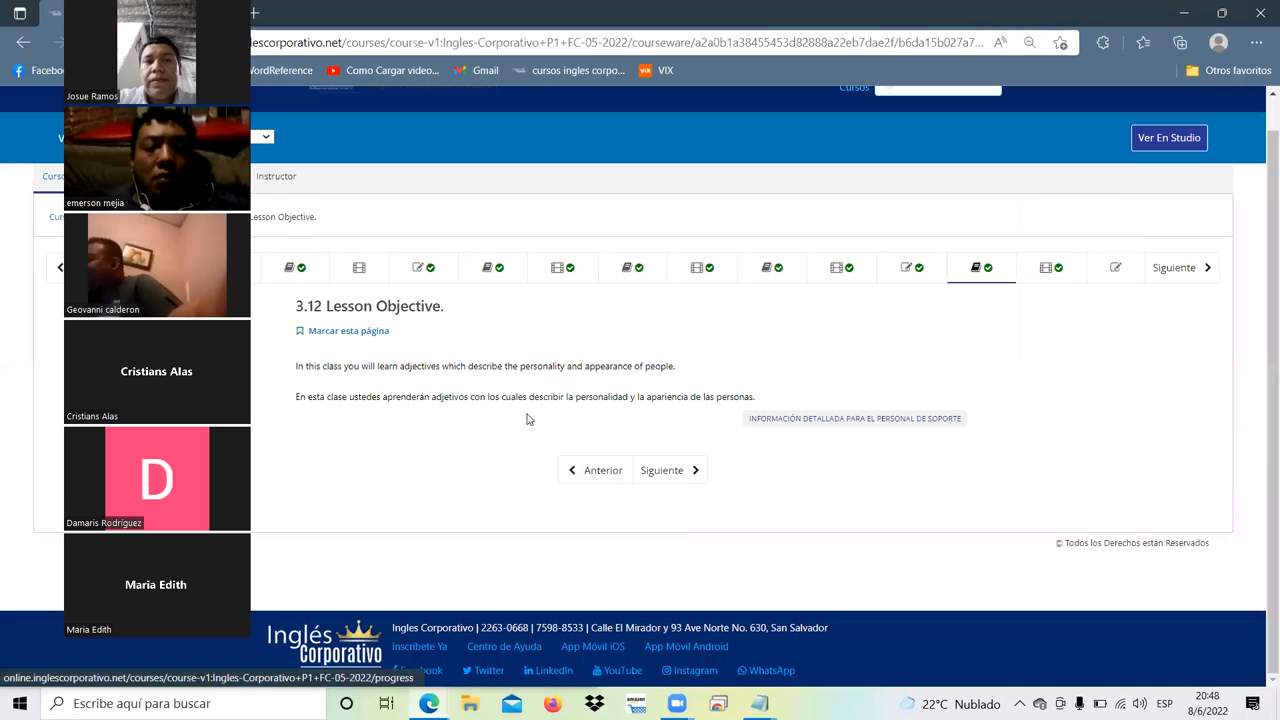 Josue Ramos
emerson mejia
Geovanni calderon
Cristians Alas
Cristians Alas
D
Damaris Rodríguez
Maria Edith
Maria Edith
inglescorporativo.net/courses/course-v1:Ingles-Corporativo+P1+FC-05-2022/courseware/a2a0b1a38455453d82888a22eb7dae2f/b6da15b027a7...
Facebo
WordReference
Como Cargar video...
Gmail
cursos ingles corpo...
VIX
Otros favoritos
Cursos
Ver En Studio
Curso
Instructor
Lesson Objective.
Siguiente
3.12 Lesson Objective.
Marcar esta página
In this class you will learn adjectives which describe the personality and appearance of people.
En esta clase ustedes aprenderán adjetivos con los cuales describir la personalidad y la apariencia de las personas.
INFORMACIÓN DETALLADA PARA EL PERSONAL DE SOPORTE
Anterior
Siguiente
© Todos los Derechos están Reservados
Inglés Corporativo
Ingles Corporativo | 2263-0668 | 7598-8533 | Calle El Mirador y 93 Ave Norte No. 630, San Salvador
Inscríbete Ya
Centro de Ayuda
App Móvil iOS
App Móvil Android
Facebook
Twitter
LinkedIn
YouTube
Instagram
WhatsApp
/courses/course-v1:Ingles-Corporativo+P1+FC-05-2022/progress
Escribe aquí para buscar
amazon
22°C Nublado
ESP
20:48
8/6/2022